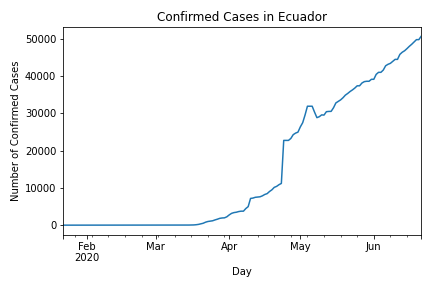 Confirmed Cases in Ecuador
Number of Confirmed Cases
50000
40000
30000
20000
10000
0
Feb
2020
Mar
Apr
May
Jun
Day